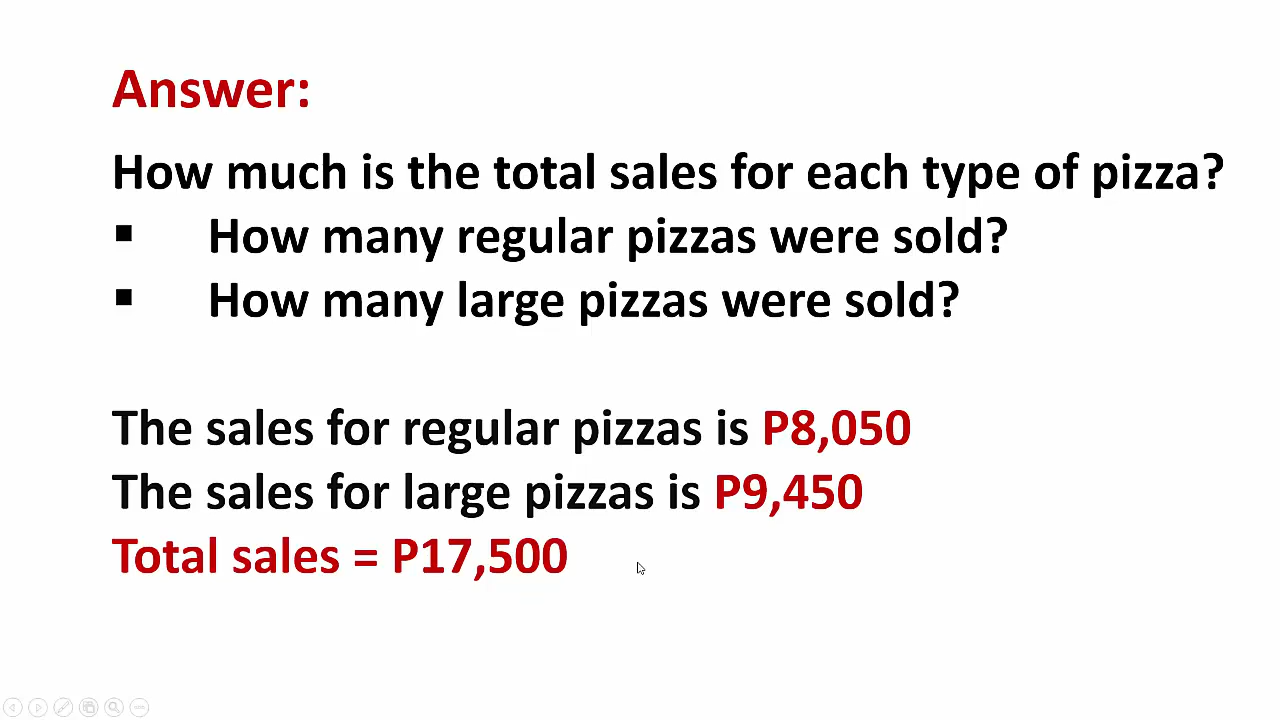 Answer:
How much is the total sales for each type of pizza?
▪ How many regular pizzas were sold?
▪ How many large pizzas were sold?
The sales for regular pizzas is P8,050
The sales for large pizzas is P9,450
Total sales = P17,500